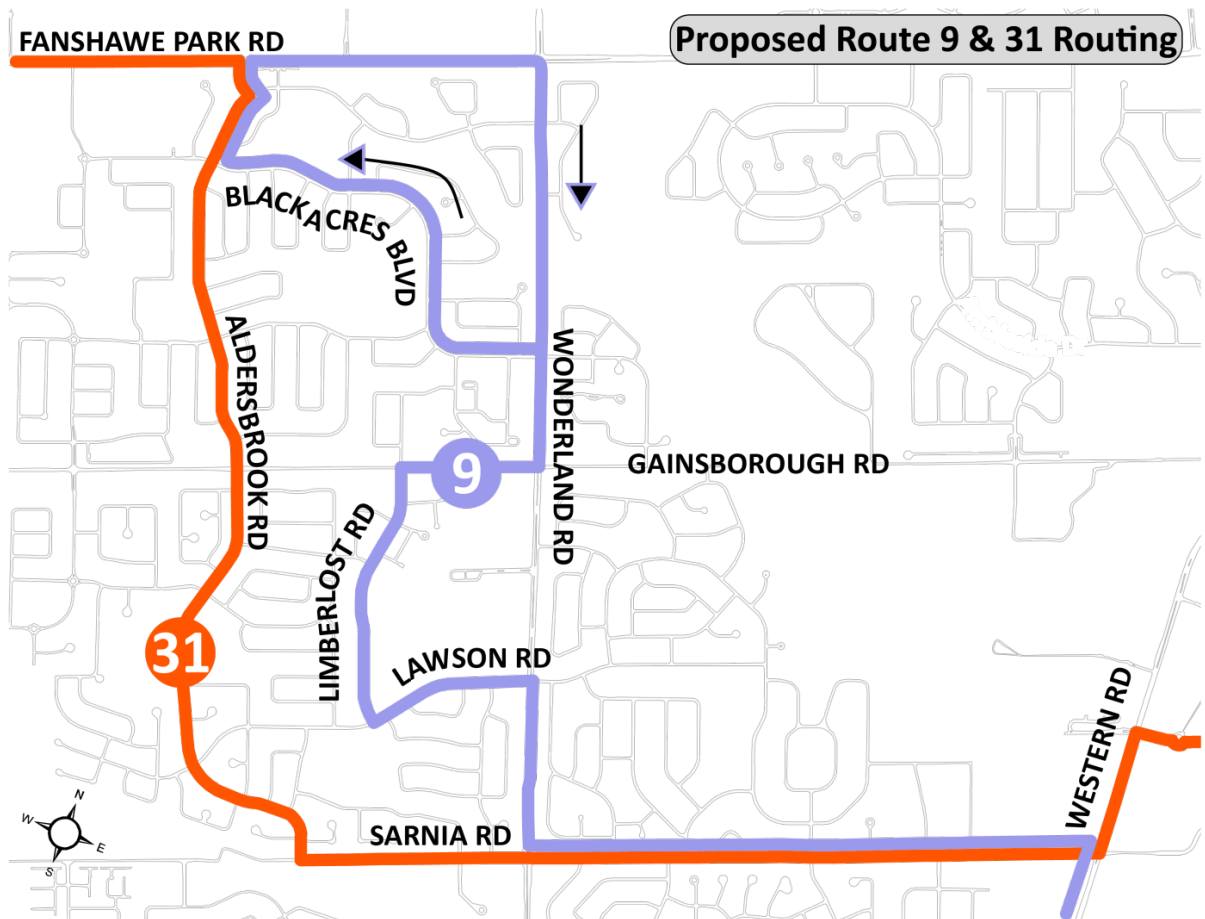 FANSHAWE PARK RD
Proposed Route 9 & 31 Routing
BLACKACRES BLVD
ALDERSBROOK RD
WONDERLAND RD
9
GAINSBOROUGH RD
LIMBERLOST RD
31
LAWSON RD
WESTERN RD
SARNIA RD
N
W
E
S